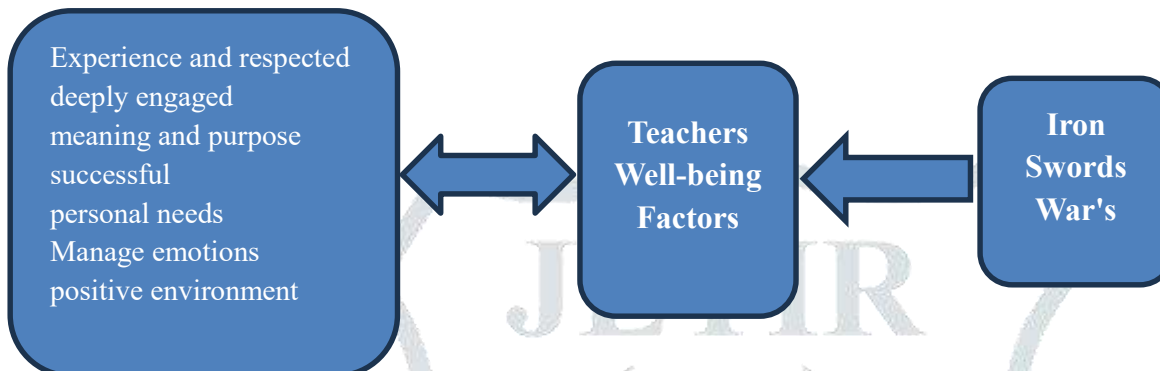 Experience and respected
deeply engaged
meaning and purpose
successful
personal needs
Manage emotions
positive environment
Teachers
Well-being
Factors
Iron
Swords
War's
JETIR